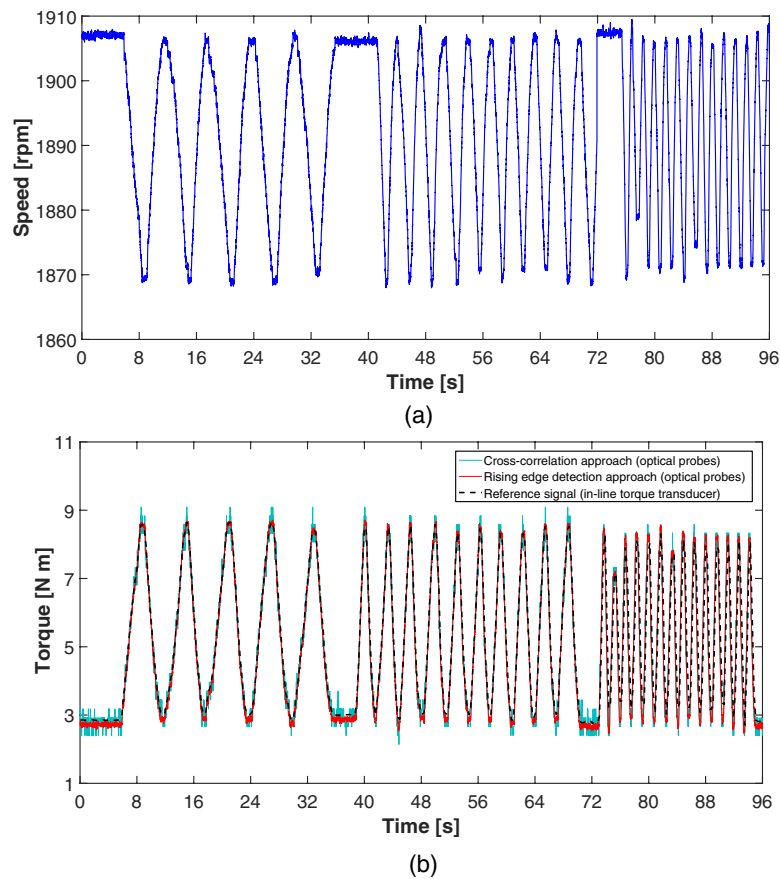 1910
1900
1890
1880
1870
1860
Speed [rpm]
0 8 16 24 32 40 48 56 64 72 80 88 96
Time [s]
(a)
11
9
7
5
3
1
Torque [N m]
Cross-correlation approach (optical probes)
Rising edge detection approach (optical probes)
Reference signal (in-line torque transducer)
0 8 16 24 32 40 48 56 64 72 80 88 96
Time [s]
(b)